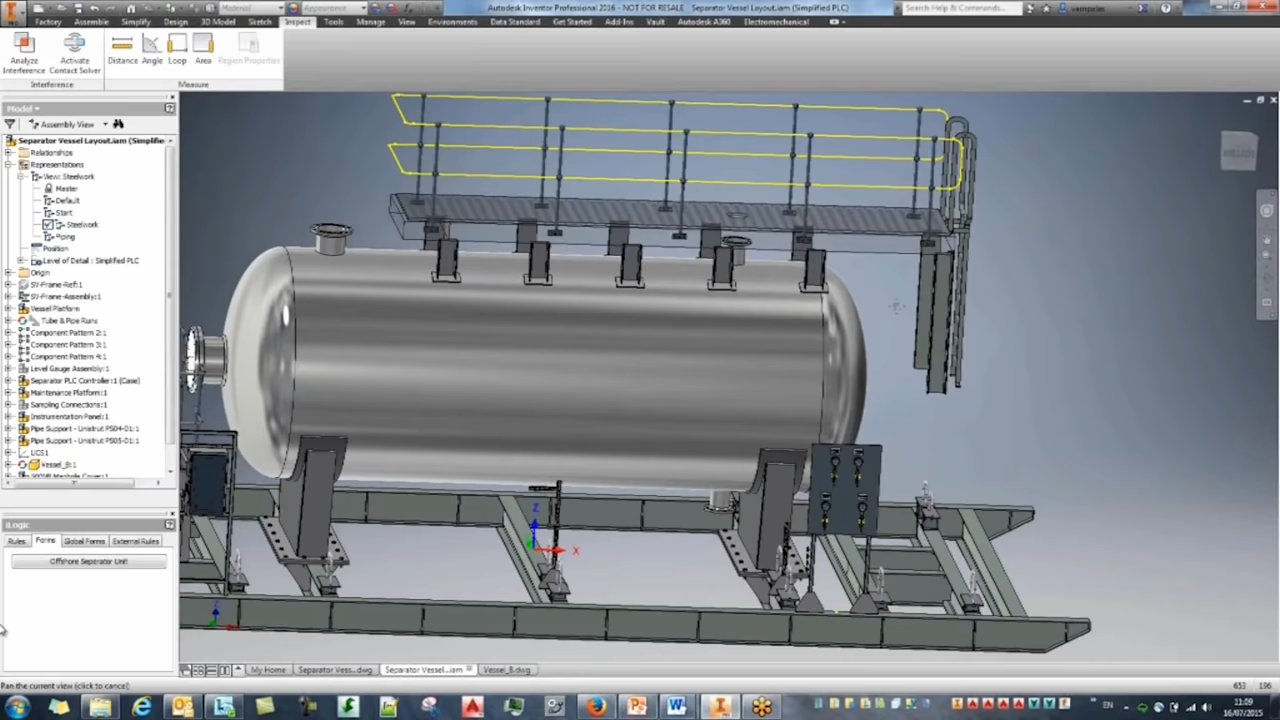 Material
Appearance
Autodesk Inventor Professional 2016 - NOT FOR RESALE   Separator Vessel Layout.iam (Simplified PLC)
Search Help & Commands...
Factory Assemble Simplify Design 3D Model Sketch Inspect Tools Manage View Environments Data Standard Get Started Add-Ins Vault Autodesk A360 Electromechanical
Analyze Interference
Activate Contact Solver
Distance Angle Loop Area Region Properties
Interference Measure
Model
Assembly View
Separator Vessel Layout.iam (Simplifie
Relationships
Representations
View: Steelwork
Master
Default
Start
Steelwork
Piping
Position
Level of Detail : Simplified PLC
Origin
SV-Frame-Ref:1
SV-Frame-Assembly:1
Vessel Platform
Tube & Pipe Runs
Component Pattern 2:1
Component Pattern 3:1
Component Pattern 4:1
Level Gauge Assembly:1
Separator PLC Controller:1 (Case)
Maintenance Platform:1
Sampling Connections:1
Instrumentation Panel:1
Pipe Support - Unistrut PS04-01:1
Pipe Support - Unistrut PS05-01:1
UCS1
Vessel_B:1
iLogic
Rules Forms Global Forms External Rules
Offshore Seperator Unit
Z
X
My Home Separator Vess...dwg Separator Vessel...iam Vessel_B.dwg
Pan the current view (click to cancel)
653 196
EN
11:09
16/07/2015